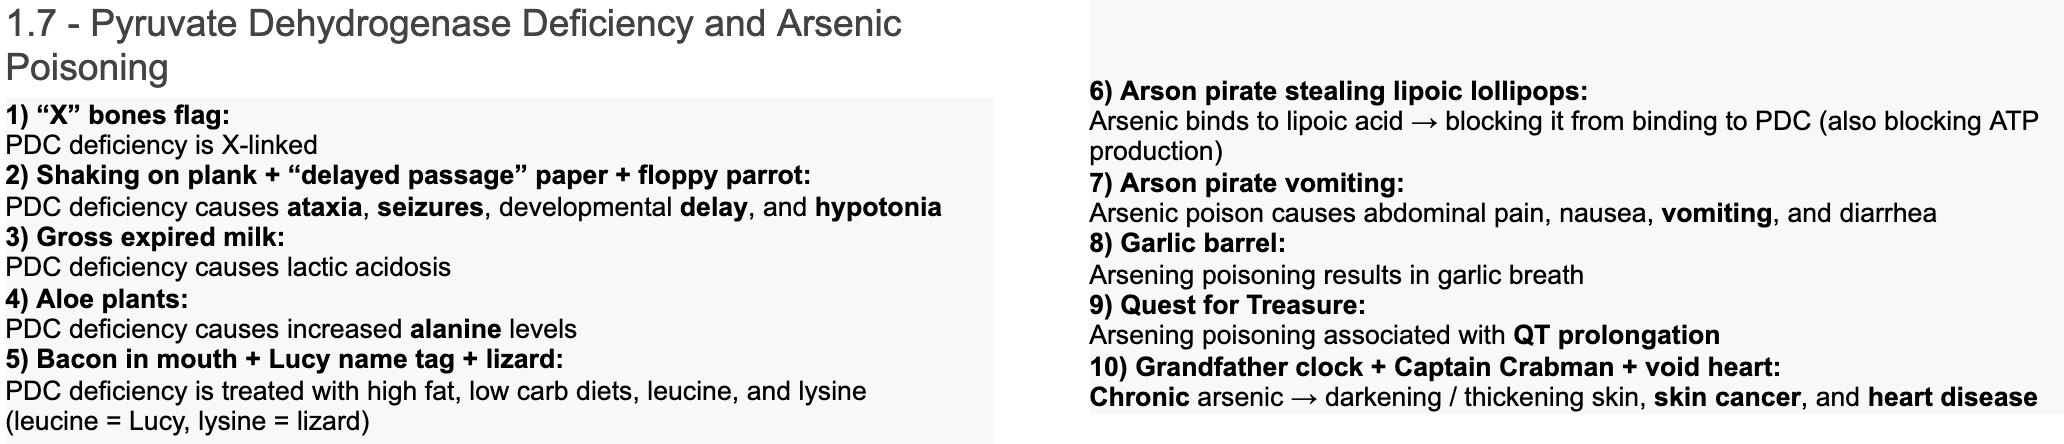 1.7 - Pyruvate Dehydrogenase Deficiency and Arsenic
Poisoning
1) “X” bones flag:
PDC deficiency is X-linked
2) Shaking on plank + “delayed passage” paper + floppy parrot:
PDC deficiency causes ataxia, seizures, developmental delay, and hypotonia
3) Gross expired milk:
PDC deficiency causes lactic acidosis
4) Aloe plants:
PDC deficiency causes increased alanine levels
5) Bacon in mouth + Lucy name tag + lizard:
PDC deficiency is treated with high fat, low carb diets, leucine, and lysine
(leucine = Lucy, lysine = lizard)
6) Arson pirate stealing lipoic lollipops:
Arsenic binds to lipoic acid → blocking it from binding to PDC (also blocking ATP
production)
7) Arson pirate vomiting:
Arsenic poison causes abdominal pain, nausea, vomiting, and diarrhea
8) Garlic barrel:
Arsening poisoning results in garlic breath
9) Quest for Treasure:
Arsening poisoning associated with QT prolongation
10) Grandfather clock + Captain Crabman + void heart:
Chronic arsenic → darkening / thickening skin, skin cancer, and heart disease